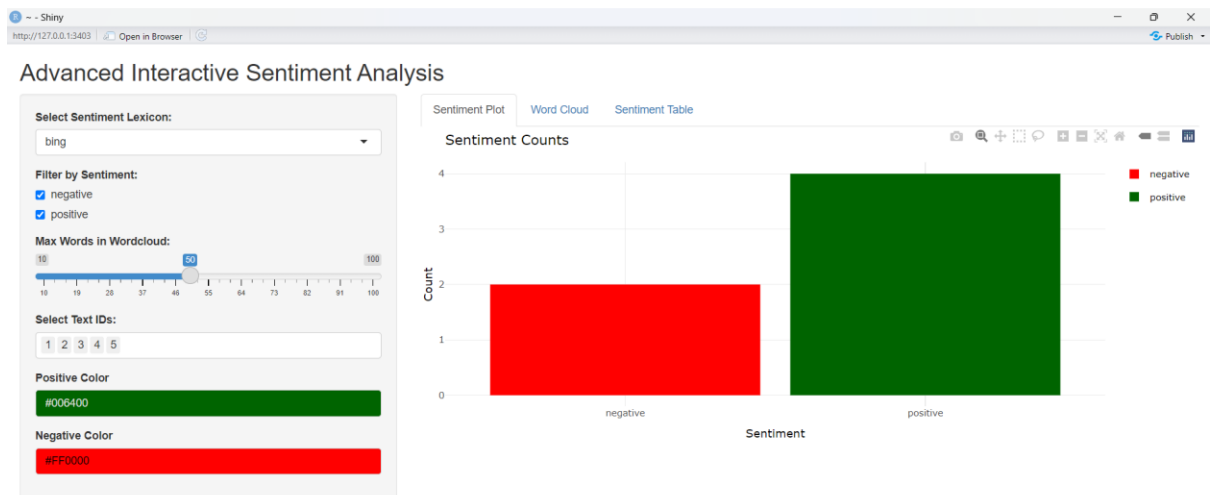 ~ - Shiny
http://127.0.0.1:3403 Open in Browser Publish
Advanced Interactive Sentiment Analysis
Select Sentiment Lexicon:
bing
Filter by Sentiment:
negative
positive
Max Words in Wordcloud:
10 50 100
10 19 28 37 46 55 64 73 82 91 100
Select Text IDs:
1 2 3 4 5
Positive Color
#006400
Negative Color
#FF0000
Sentiment Plot Word Cloud Sentiment Table
Sentiment Counts
4
3
2
1
0
Count
negative positive
Sentiment
negative
positive